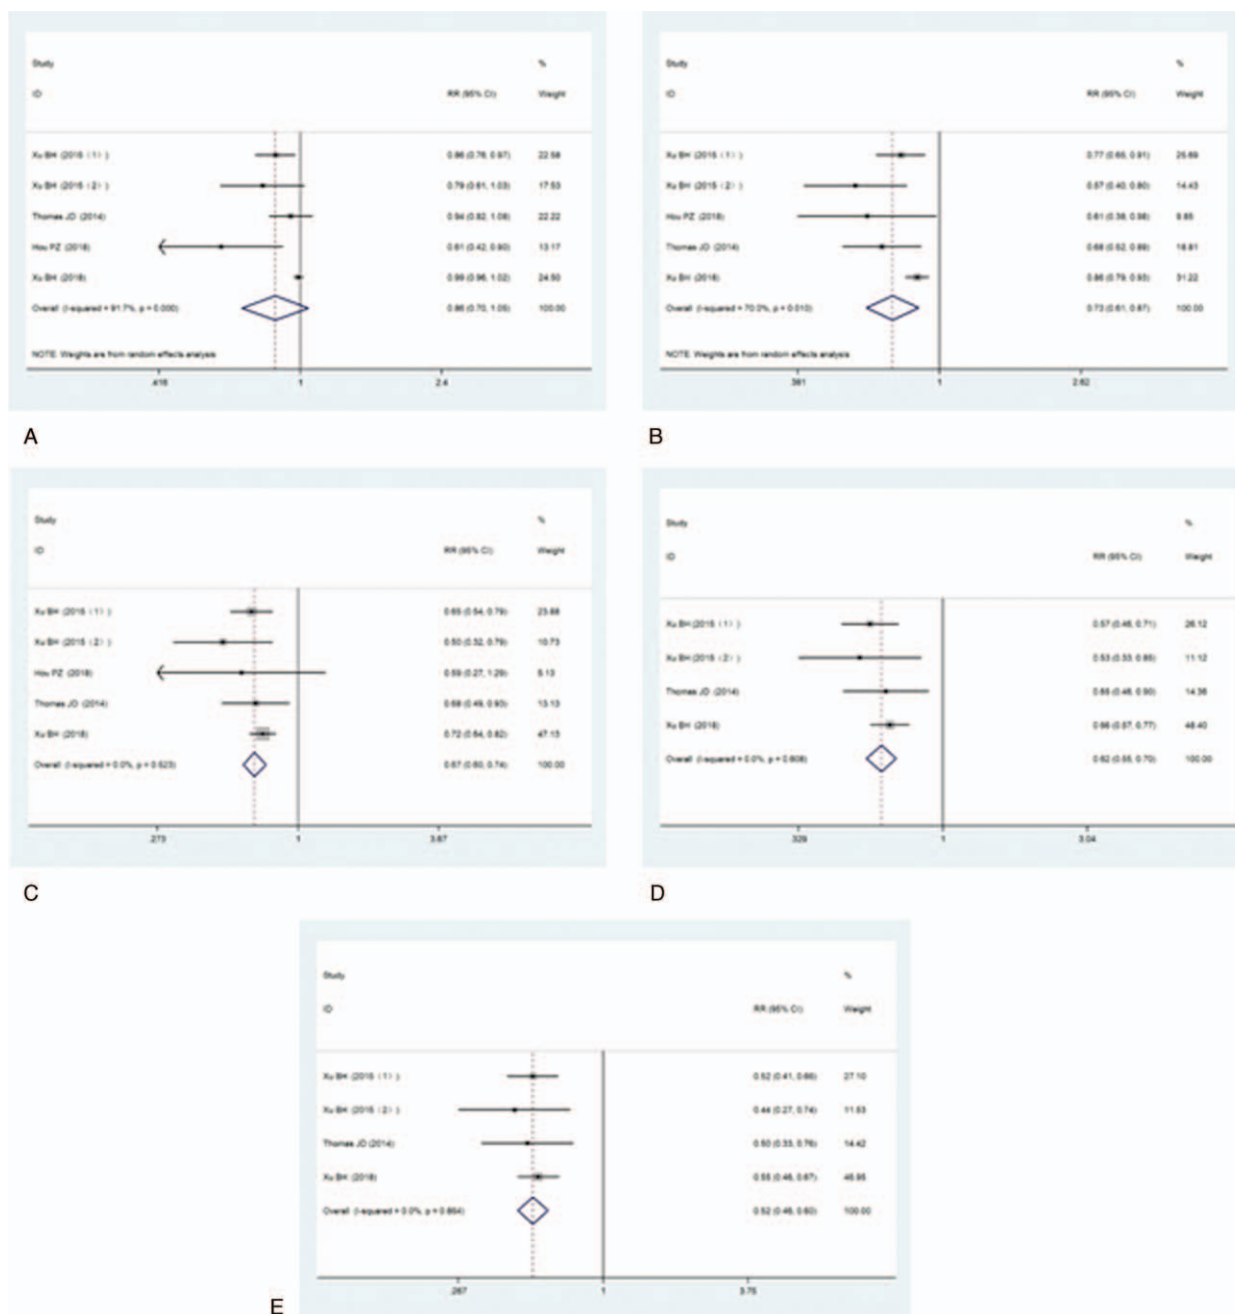 Study %
ID RR (95% CI) Weight
Xu BH (2015 (1) ) 0.86 (0.76, 0.97) 22.58
Xu BH (2015 (2) ) 0.79 (0.61, 1.03) 17.53
Thomas JD (2014) 0.94 (0.82, 1.08) 22.22
Hou PZ (2018) 0.61 (0.42, 0.90) 13.17
Xu BH (2018) 0.99 (0.96, 1.02) 24.50
Overall (I-squared = 91.7%, p = 0.000) 0.86 (0.70, 1.05) 100.00
NOTE: Weights are from random effects analysis
.416 1 2.4
A
Study %
ID RR (95% CI) Weight
Xu BH (2015 (1) ) 0.77 (0.65, 0.91) 25.69
Xu BH (2015 (2) ) 0.57 (0.40, 0.80) 14.43
Hou PZ (2018) 0.61 (0.38, 0.98) 9.85
Thomas JD (2014) 0.68 (0.52, 0.89) 18.81
Xu BH (2018) 0.86 (0.79, 0.93) 31.22
Overall (I-squared = 70.0%, p = 0.010) 0.73 (0.61, 0.87) 100.00
NOTE: Weights are from random effects analysis
.381 1 2.62
B
Study %
ID RR (95% CI) Weight
Xu BH (2015 (1) ) 0.65 (0.54, 0.79) 23.88
Xu BH (2015 (2) ) 0.50 (0.32, 0.79) 10.73
Hou PZ (2018) 0.59 (0.27, 1.29) 5.13
Thomas JD (2014) 0.68 (0.49, 0.93) 13.13
Xu BH (2018) 0.72 (0.64, 0.82) 47.13
Overall (I-squared = 0.0%, p = 0.523) 0.67 (0.60, 0.74) 100.00
.273 1 3.67
C
Study %
ID RR (95% CI) Weight
Xu BH (2015 (1) ) 0.57 (0.46, 0.71) 26.12
Xu BH (2015 (2) ) 0.53 (0.33, 0.85) 11.12
Thomas JD (2014) 0.65 (0.46, 0.90) 14.36
Xu BH (2018) 0.66 (0.57, 0.77) 48.40
Overall (I-squared = 0.0%, p = 0.608) 0.62 (0.55, 0.70) 100.00
.329 1 3.04
D
Study %
ID RR (95% CI) Weight
Xu BH (2015 (1) ) 0.52 (0.41, 0.66) 27.10
Xu BH (2015 (2) ) 0.44 (0.27, 0.74) 11.53
Thomas JD (2014) 0.50 (0.33, 0.76) 14.42
Xu BH (2018) 0.55 (0.46, 0.67) 46.95
Overall (I-squared = 0.0%, p = 0.864) 0.52 (0.46, 0.60) 100.00
.267 1 3.75
E